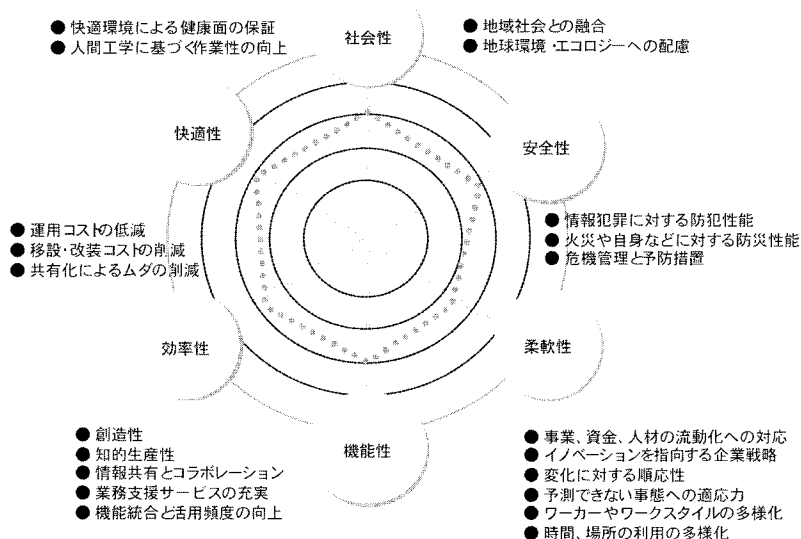 ● 快適環境による健康面の保証
● 人間工学に基づく作業性の向上
社会性
● 地域社会との融合
● 地球環境・エコロジーへの配慮
快適性
安全性
● 運用コストの低減
● 移設・改装コストの削減
● 共有化によるムダの削減
● 情報犯罪に対する防犯性能
● 火災や自身などに対する防災性能
● 危機管理と予防措置
効率性
柔軟性
● 創造性
● 知的生産性
● 情報共有とコラボレーション
● 業務支援サービスの充実
● 機能統合と活用頻度の向上
機能性
● 事業、資金、人材の流動化への対応
● イノベーションを指向する企業戦略
● 変化に対する順応性
● 予測できない事態への適応力
● ワーカーやワークスタイルの多様化
● 時間、場所の利用の多様化